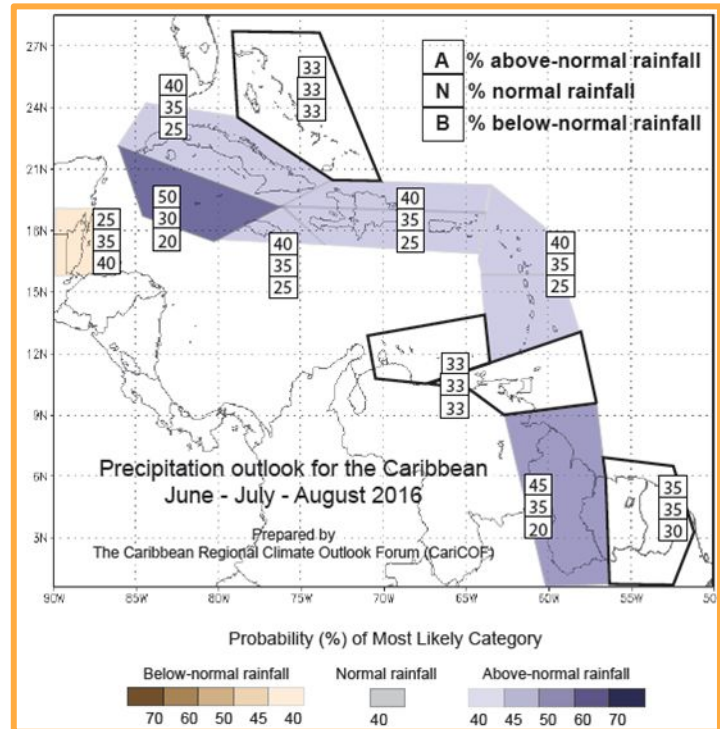 27N
24N
21N
18N
15N
12N
9N
6N
3N
A % above-normal rainfall
N % normal rainfall
B % below-normal rainfall
33
33
33
40
35
25
50
30
20
25
35
40
40
35
25
40
35
25
40
35
25
33
33
33
45
35
20
35
35
30
Precipitation outlook for the Caribbean
June - July - August 2016
Prepared by
The Caribbean Regional Climate Outlook Forum (CariCOF)
90W 85W 80W 75W 70W 65W 60W 55W 50
Probability (%) of Most Likely Category
Below-normal rainfall Normal rainfall Above-normal rainfall
70 60 50 45 40 40 40 45 50 60 70